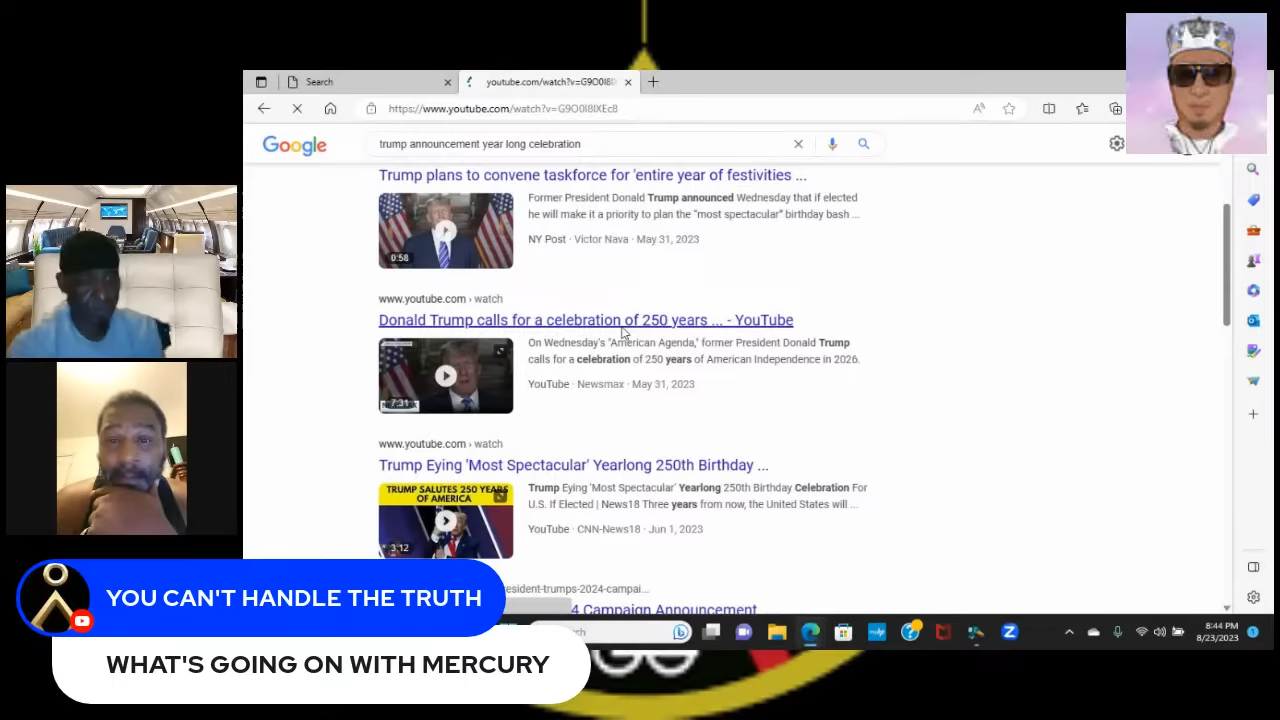 Search
youtube.com/watch?v=G9O0I8I
https://www.youtube.com/watch?v=G9O0I8IXEc8
Google
trump announcement year long celebration
Trump plans to convene taskforce for 'entire year of festivities ...
Former President Donald Trump announced Wednesday that if elected
he will make it a priority to plan the "most spectacular" birthday bash ...
0:58
NY Post · Victor Nava · May 31, 2023
www.youtube.com › watch
Donald Trump calls for a celebration of 250 years ... - YouTube
On Wednesday's "American Agenda," former President Donald Trump
calls for a celebration of 250 years of American Independence in 2026.
7:31
YouTube · Newsmax · May 31, 2023
www.youtube.com › watch
Trump Eying 'Most Spectacular' Yearlong 250th Birthday ...
TRUMP SALUTES 250 YEARS
OF AMERICA
Trump Eying 'Most Spectacular' Yearlong 250th Birthday Celebration For
U.S. If Elected | News18 Three years from now, the United States will ...
3:12
YouTube · CNN-News18 · Jun 1, 2023
esident-trumps-2024-campai...
4 Campaign Announcement
8:44 PM
8/23/2023
YOU CAN'T HANDLE THE TRUTH
WHAT'S GOING ON WITH MERCURY